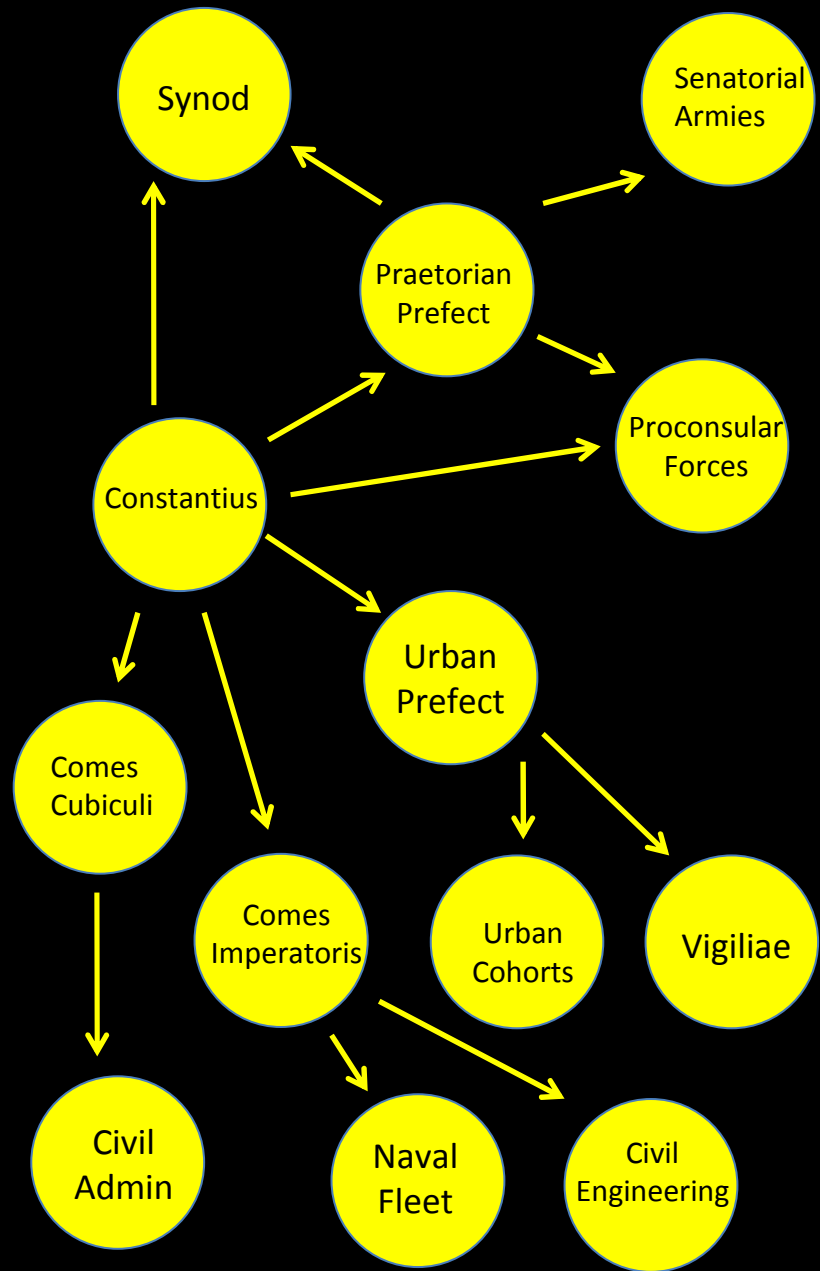 Synod
Senatorial
Armies
Praetorian
Prefect
Proconsular
Forces
Constantius
Urban
Prefect
Comes
Cubiculi
Comes
Imperatoris
Urban
Cohorts
Vigiliae
Civil
Admin
Naval
Fleet
Civil
Engineering